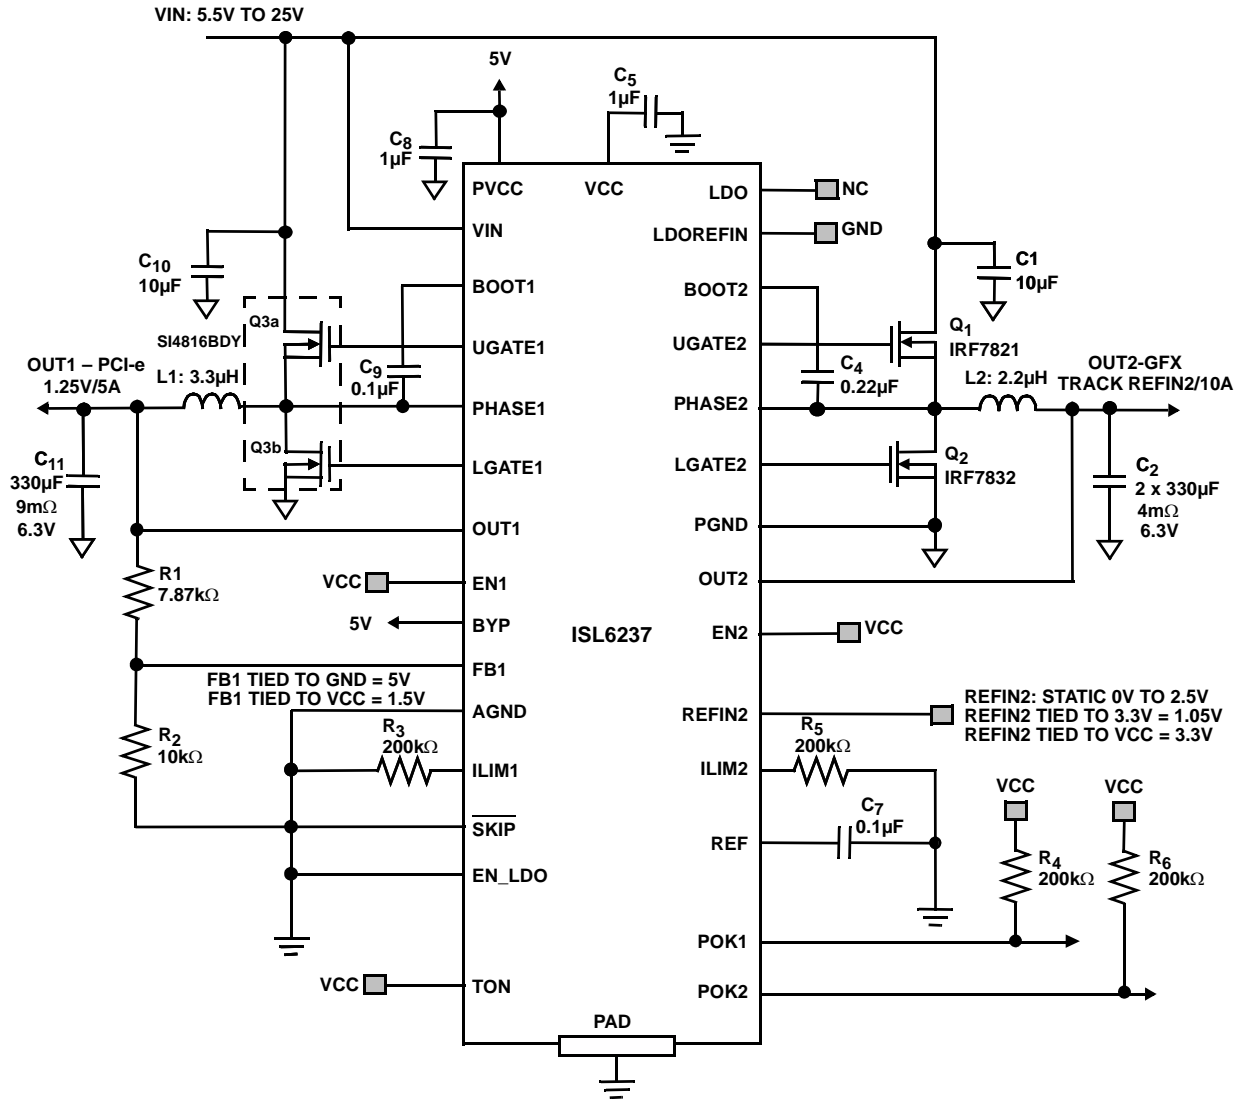 VIN: 5.5V TO 25V
5V
C5
1µF
C8
1µF
PVCC
VCC
LDO
NC
VIN
LDOREFIN
GND
C10
10µF
BOOT1
BOOT2
C1
10µF
Q3a
SI4816BDY
UGATE1
UGATE2
Q1
IRF7821
OUT1 – PCI-e
1.25V/5A
L1: 3.3µH
C9
0.1µF
C4
0.22µF
OUT2-GFX
TRACK REFIN2/10A
L2: 2.2µH
PHASE1
PHASE2
Q3b
LGATE1
LGATE2
Q2
IRF7832
C11
330µF
9mΩ
6.3V
C2
2 x 330µF
4mΩ
6.3V
OUT1
PGND
R1
7.87kΩ
VCC
EN1
OUT2
5V
BYP
ISL6237
EN2
VCC
FB1
FB1 TIED TO GND = 5V
FB1 TIED TO VCC = 1.5V
AGND
REFIN2
REFIN2: STATIC 0V TO 2.5V
REFIN2 TIED TO 3.3V = 1.05V
REFIN2 TIED TO VCC = 3.3V
R2
10kΩ
R3
200kΩ
ILIM1
ILIM2
R5
200kΩ
VCC
VCC
SKIP
REF
C7
0.1µF
EN_LDO
R4
200kΩ
R6
200kΩ
POK1
VCC
TON
POK2
PAD